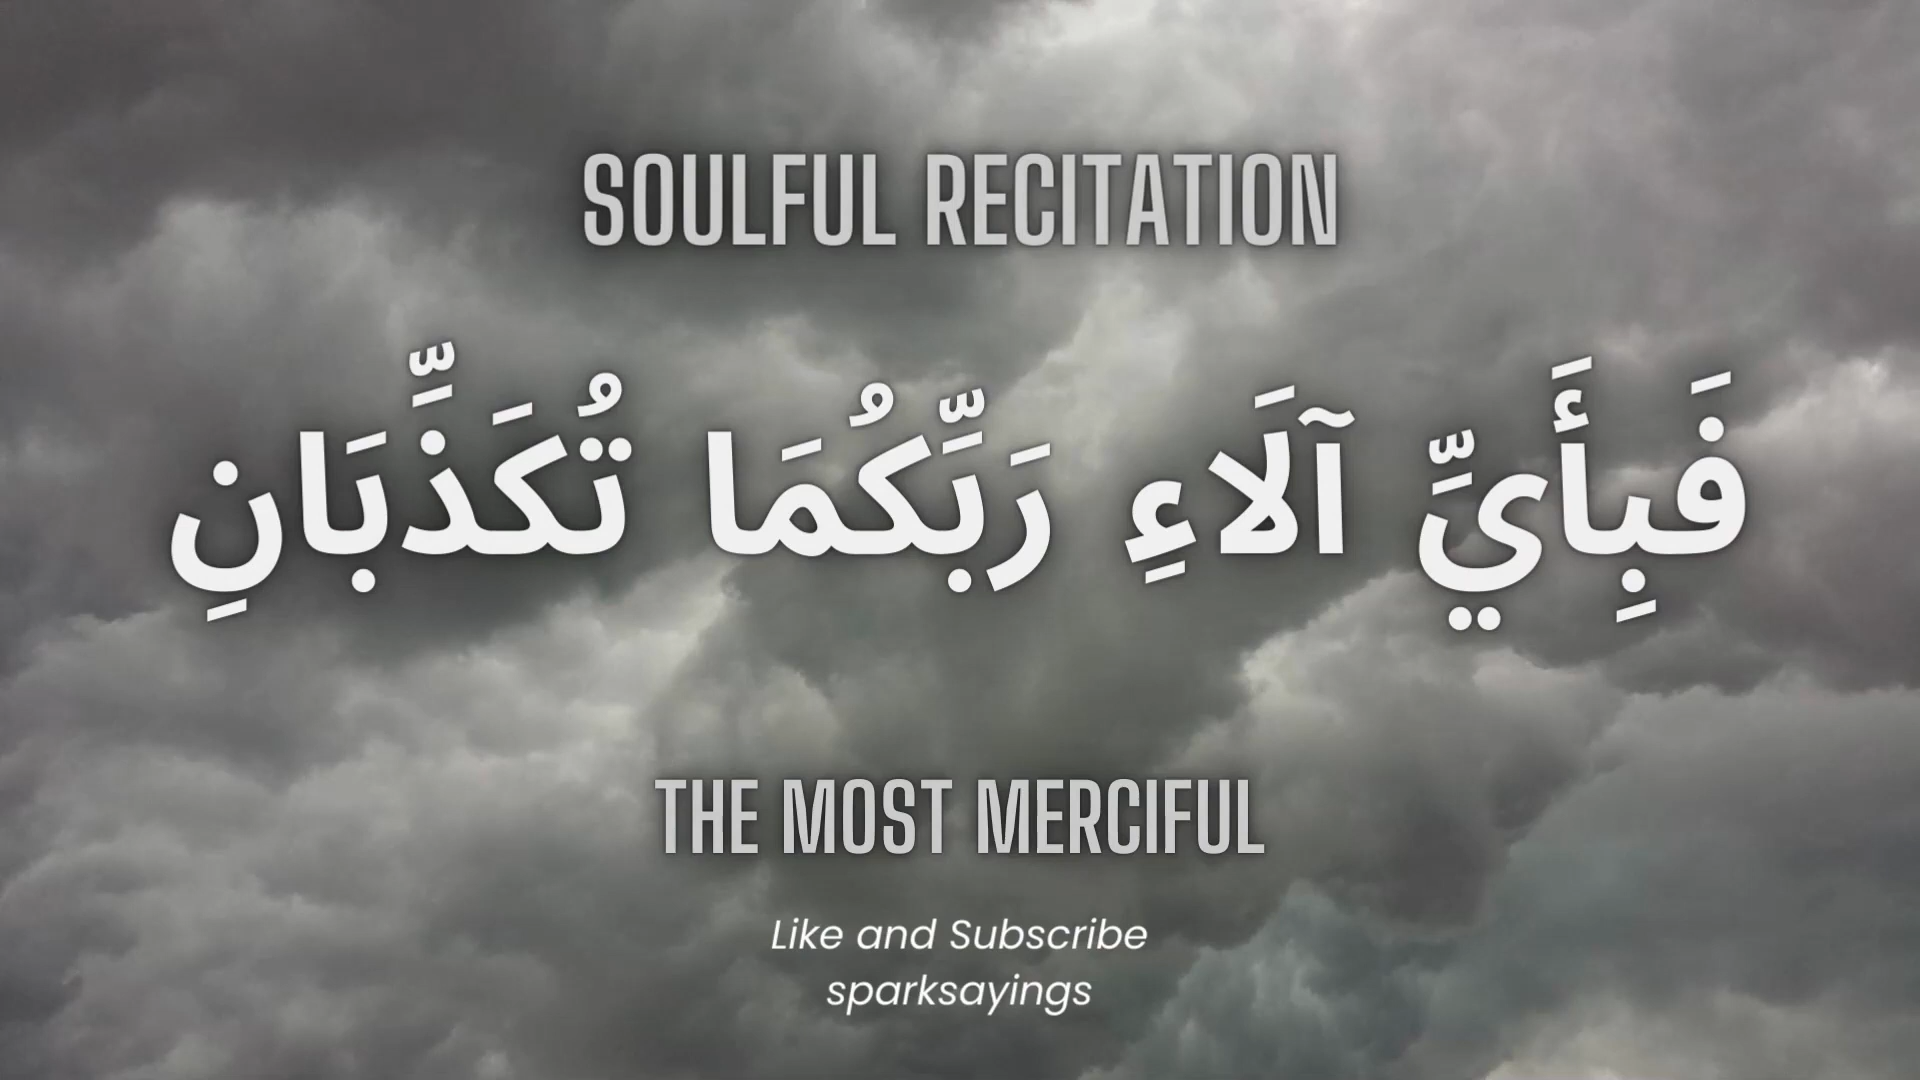 SOULFUL RECITATION
فَبِأَيِّ آلَاءِ رَبِّكُمَا تُكَذِّبَانِ
THE MOST MERCIFUL
Like and Subscribe
sparksayings